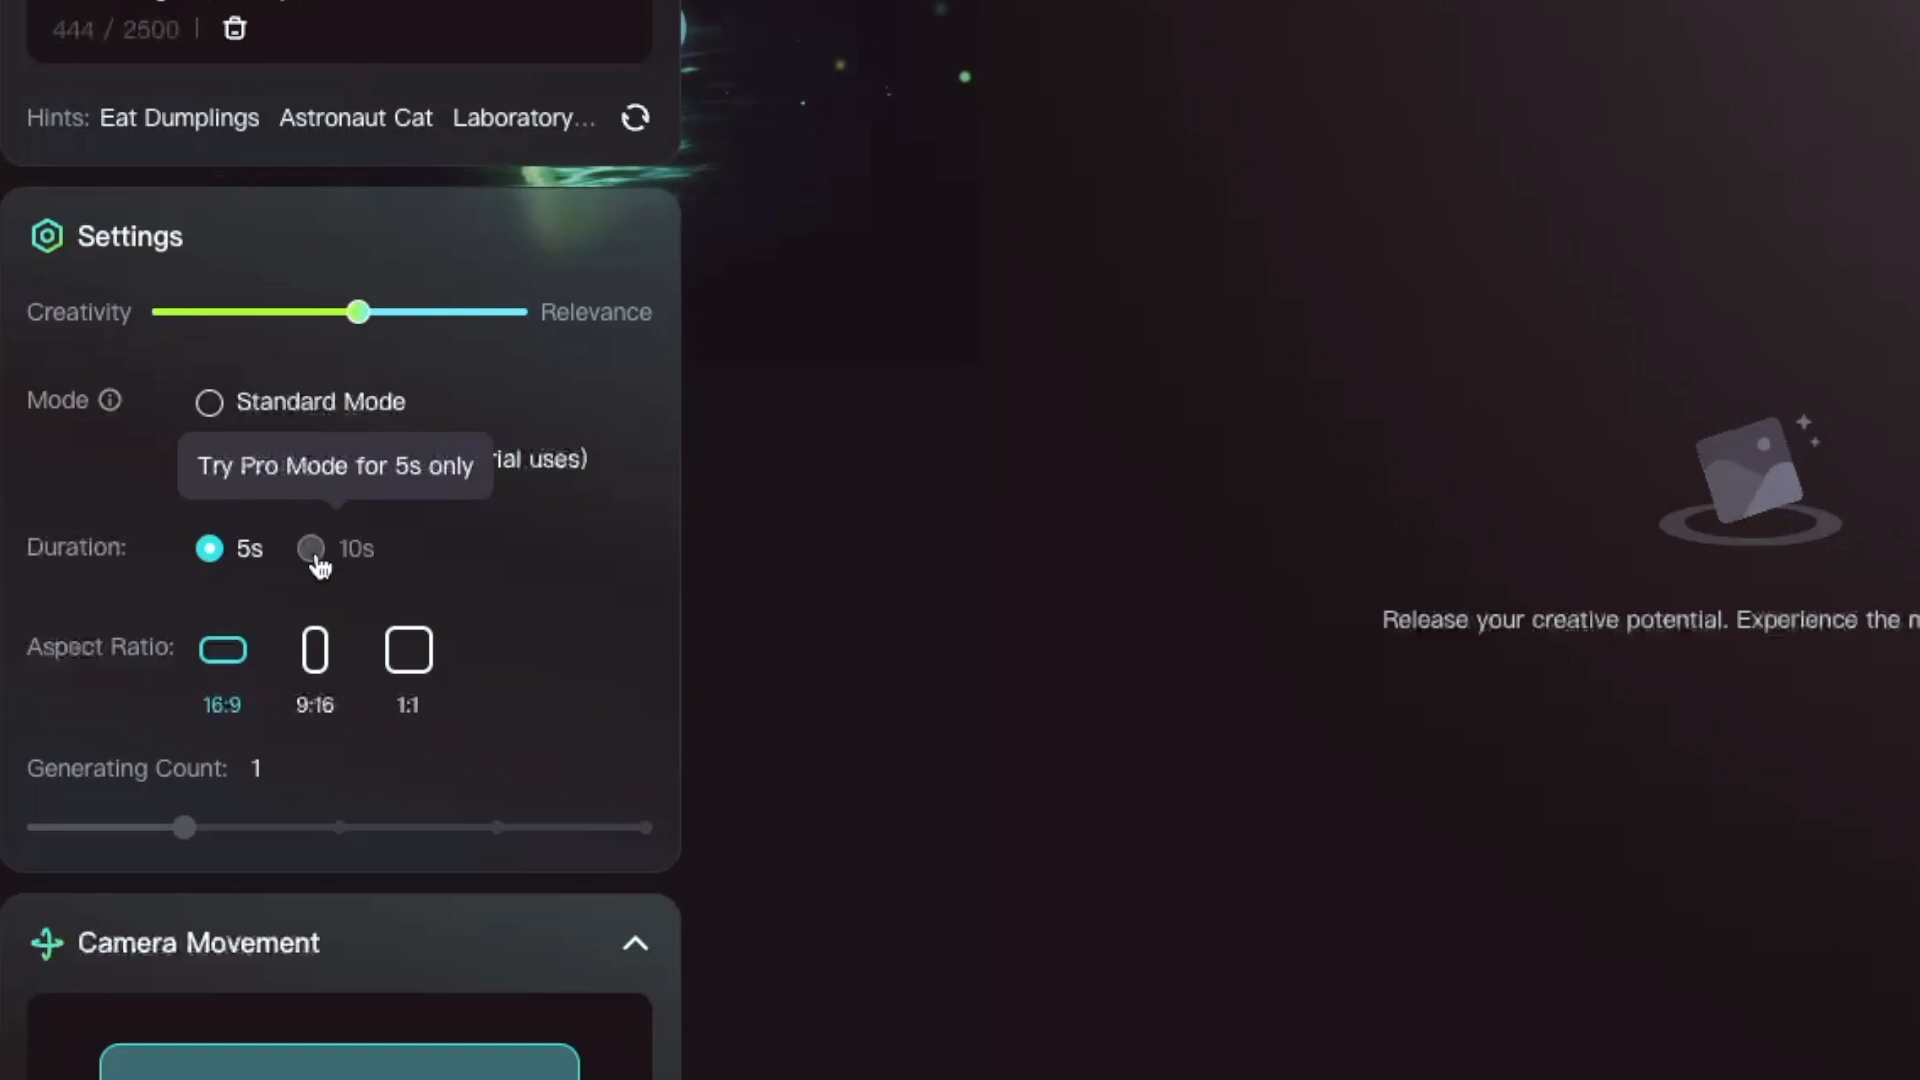 444 / 2500
Hints: Eat Dumplings Astronaut Cat Laboratory...
Settings
Creativity Relevance
Mode Standard Mode
Try Pro Mode for 5s only uses)
Duration: 5s 10s
Aspect Ratio:
16:9 9:16 1:1
Generating Count: 1
Camera Movement
Release your creative potential. Experience the